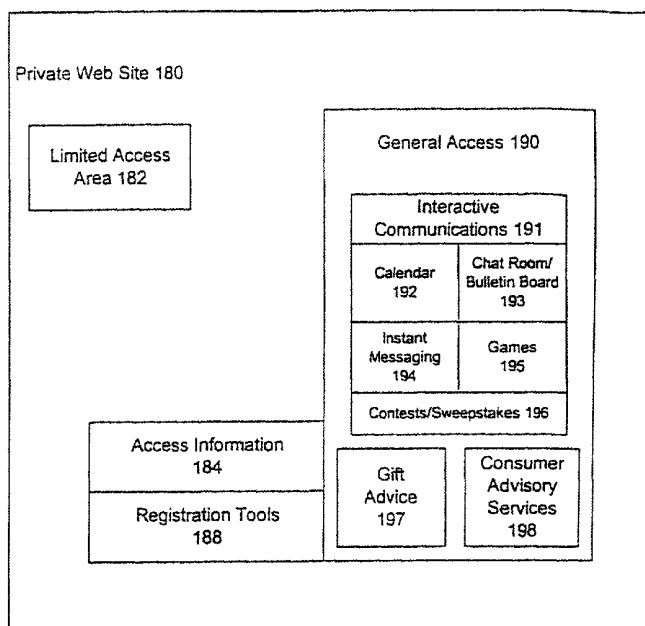 Private Web Site 180
Limited Access
Area 182
General Access 190
Interactive
Communications 191
Calendar
192
Chat Room/
Bulletin Board
193
Instant
Messaging
194
Games
195
Contests/Sweepstakes 196
Access Information
184
Registration Tools
188
Gift
Advice
197
Consumer
Advisory
Services
198